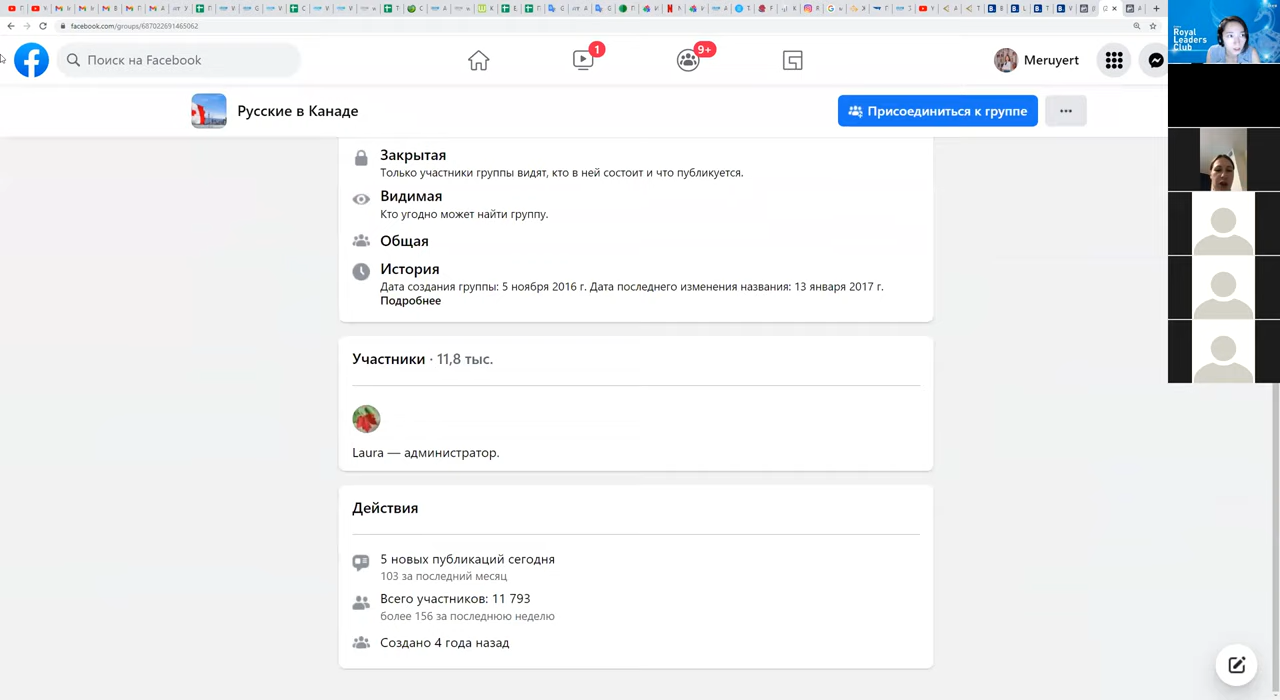 facebook.com/groups/687022691465062
Поиск на Facebook
1
9+
Meruyert
Royal
Leaders
Club
Русские в Канаде
Присоединиться к группе
Закрытая
Только участники группы видят, кто в ней состоит и что публикуется.
Видимая
Кто угодно может найти группу.
Общая
История
Дата создания группы: 5 ноября 2016 г. Дата последнего изменения названия: 13 января 2017 г.
Подробнее
Участники · 11,8 тыс.
Laura — администратор.
Действия
5 новых публикаций сегодня
103 за последний месяц
Всего участников: 11 793
более 156 за последнюю неделю
Создано 4 года назад